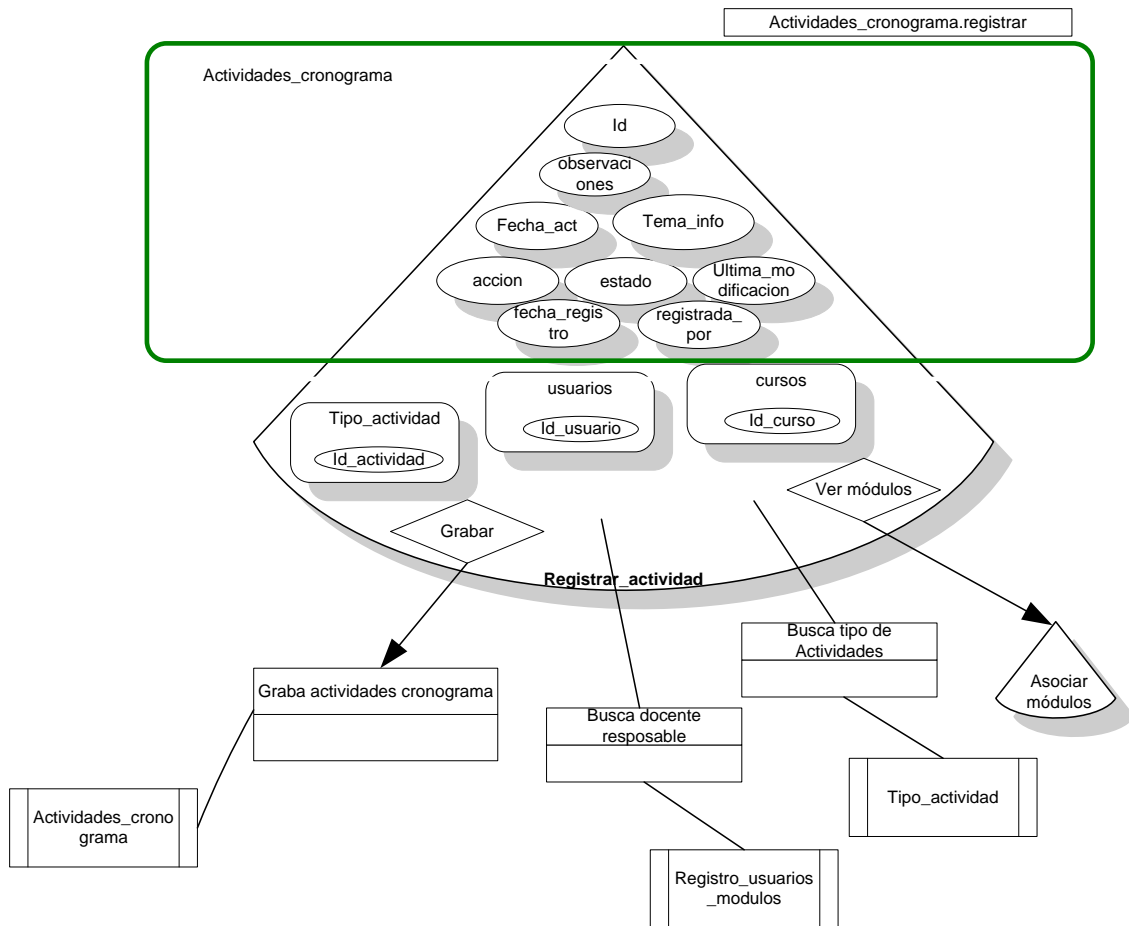 Actividades_cronograma.registrar
Actividades_cronograma
Id
observaci
ones
Fecha_act
Tema_info
accion
estado
Ultima_mo
dificacion
fecha_regis
tro
registrada_
por
Tipo_actividad
Id_actividad
usuarios
Id_usuario
cursos
Id_curso
Ver módulos
Grabar
Registrar_actividad
Graba actividades cronograma
Busca docente
resposable
Busca tipo de
Actividades
Asociar
módulos
Actividades_crono
grama
Registro_usuarios
_modulos
Tipo_actividad